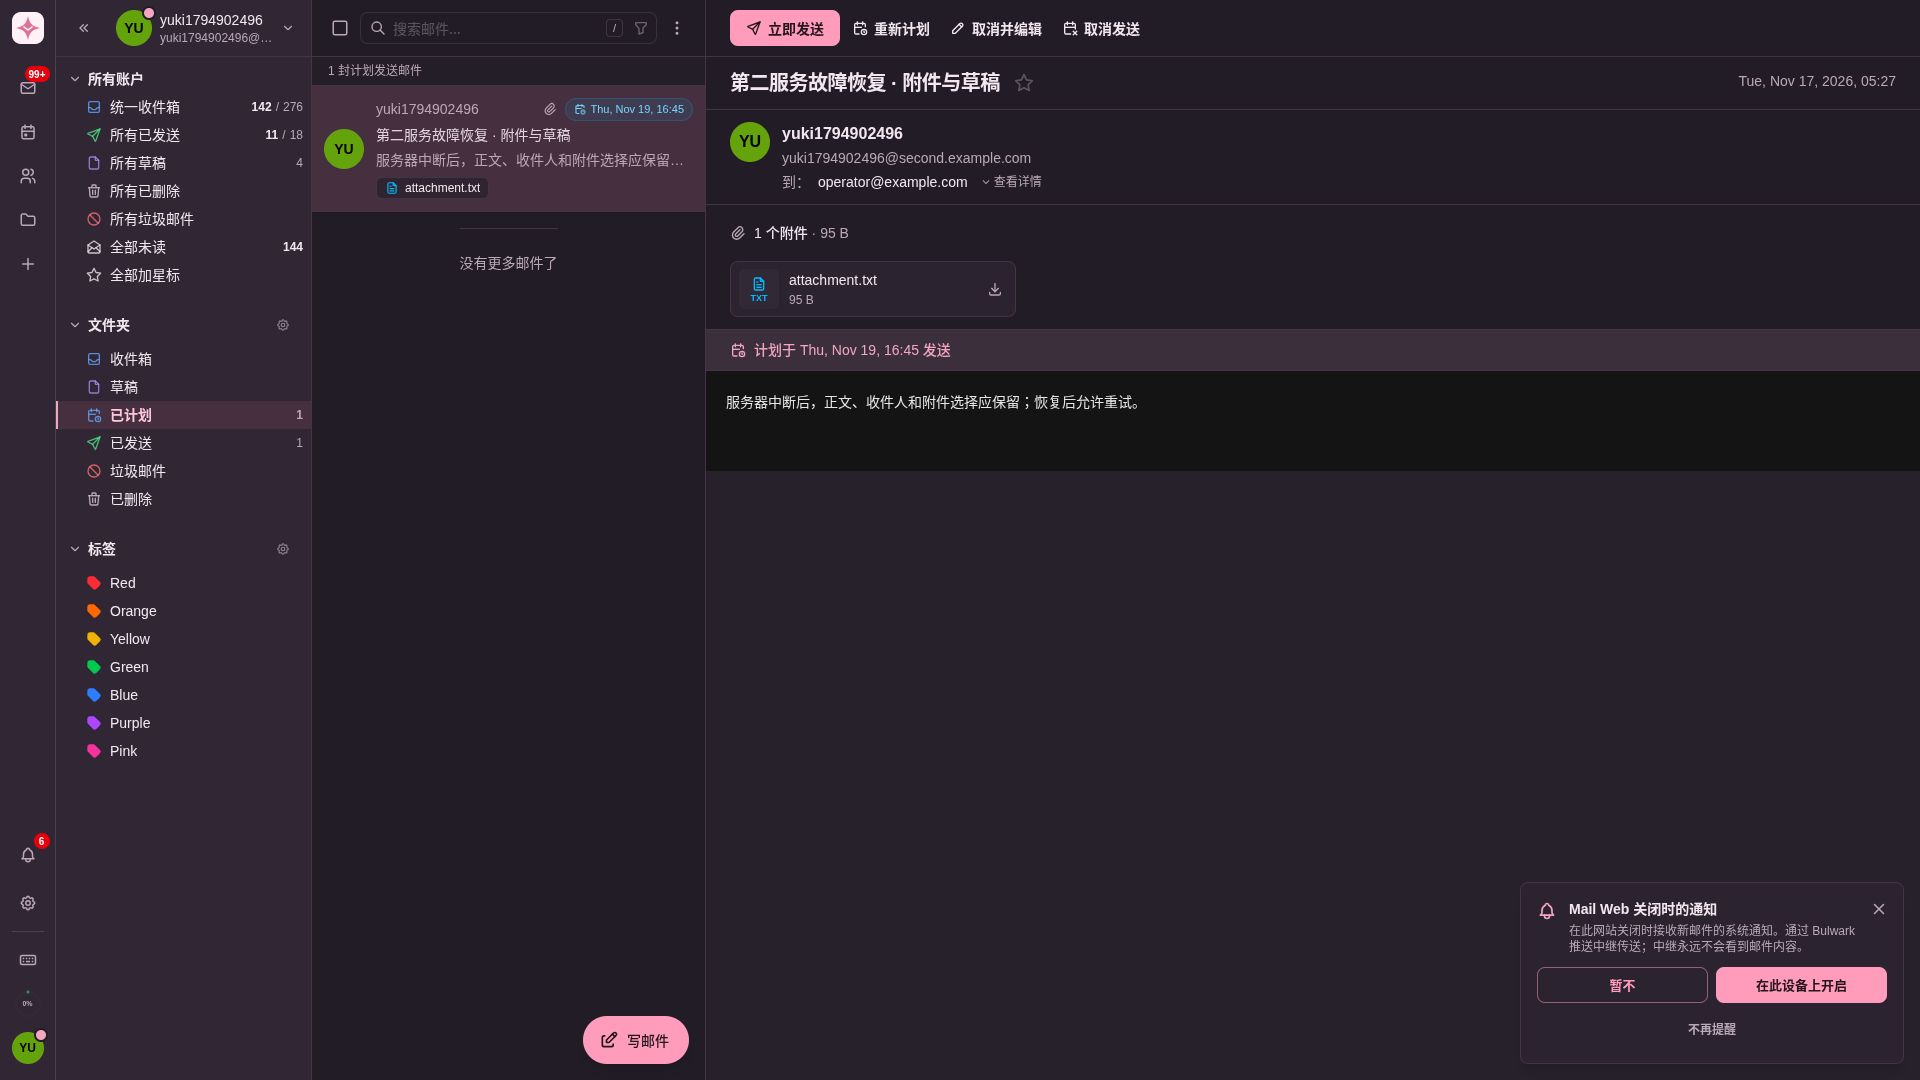 99+
6
0%
YU
YU
yuki1794902496
yuki1794902496@...
所有账户
统一收件箱 142 / 276
所有已发送 11 / 18
所有草稿 4
所有已删除
所有垃圾邮件
全部未读 144
全部加星标
文件夹
收件箱
草稿
已计划 1
已发送 1
垃圾邮件
已删除
标签
Red
Orange
Yellow
Green
Blue
Purple
Pink
搜索邮件... /
1 封计划发送邮件
yuki1794902496 Thu, Nov 19, 16:45
YU
第二服务故障恢复 · 附件与草稿
服务器中断后，正文、收件人和附件选择应保留…
attachment.txt
没有更多邮件了
写邮件
立即发送 重新计划 取消并编辑 取消发送
第二服务故障恢复 · 附件与草稿 Tue, Nov 17, 2026, 05:27
YU
yuki1794902496
yuki1794902496@second.example.com
到： operator@example.com 查看详情
1 个附件 · 95 B
TXT
attachment.txt
95 B
计划于 Thu, Nov 19, 16:45 发送
服务器中断后，正文、收件人和附件选择应保留；恢复后允许重试。
Mail Web 关闭时的通知
在此网站关闭时接收新邮件的系统通知。通过 Bulwark
推送中继传送；中继永远不会看到邮件内容。
暂不 在此设备上开启
不再提醒